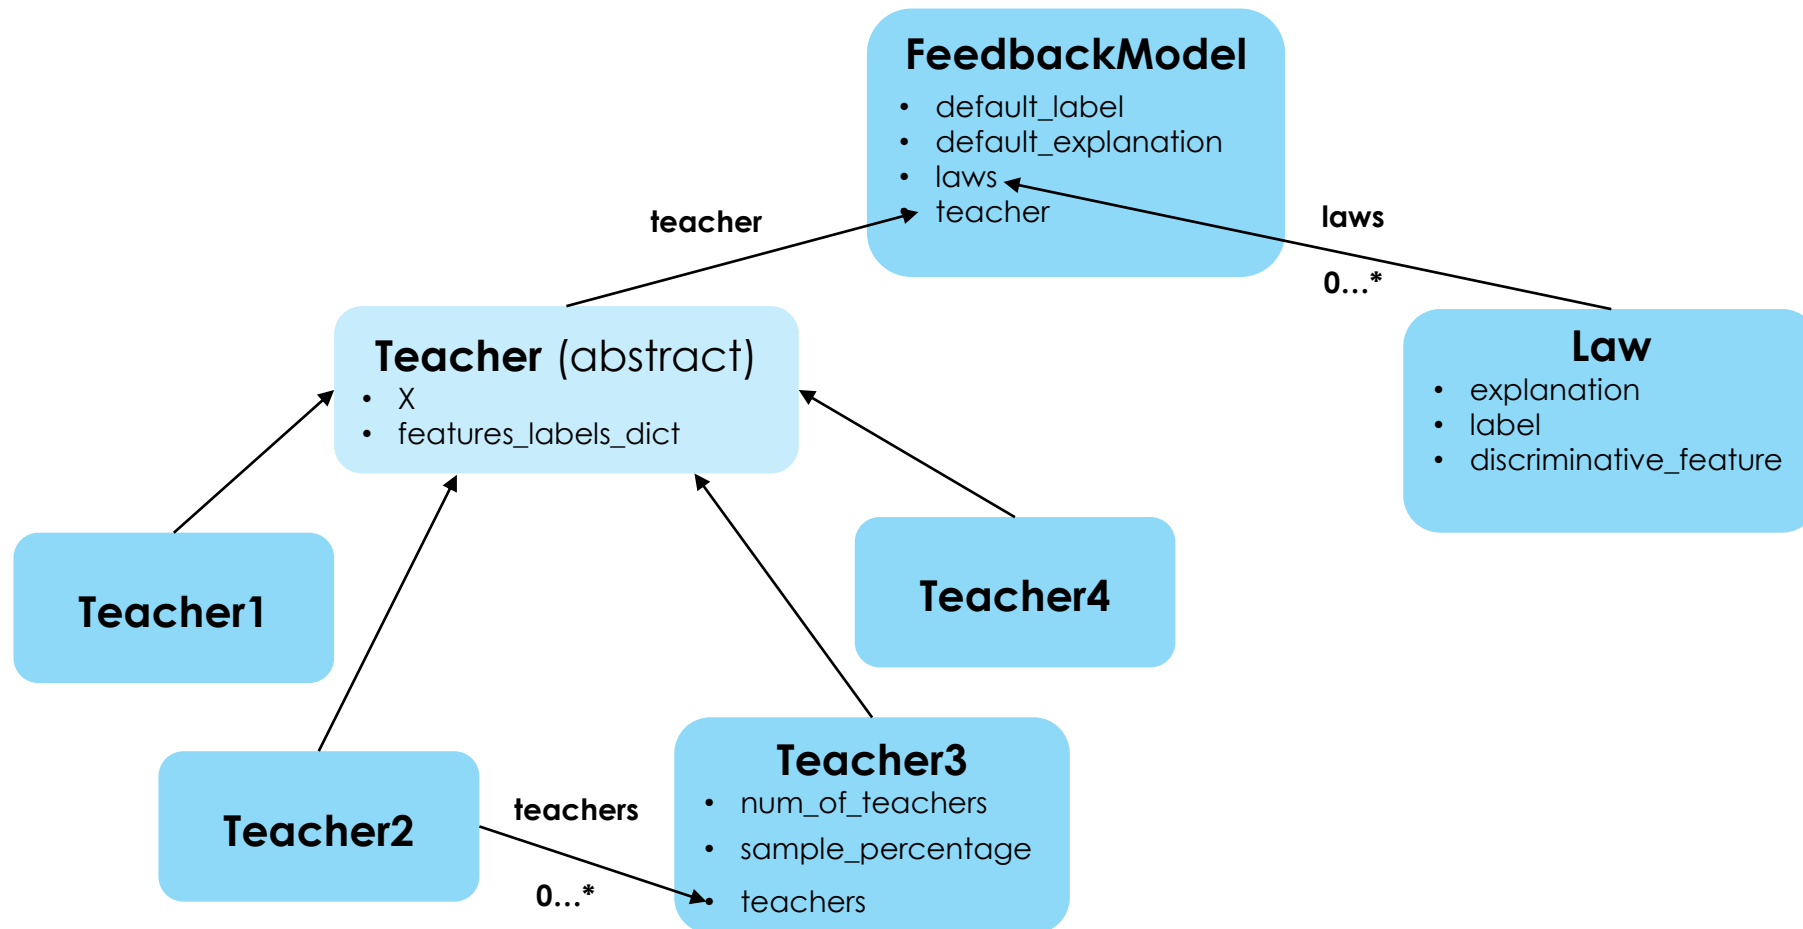 FeedbackModel
• default_label
• default_explanation
• laws
• teacher
teacher
laws
0...*
Teacher (abstract)
• X
• features_labels_dict
Law
• explanation
• label
• discriminative_feature
Teacher1
Teacher4
Teacher2
teachers
0...*
Teacher3
• num_of_teachers
• sample_percentage
• teachers